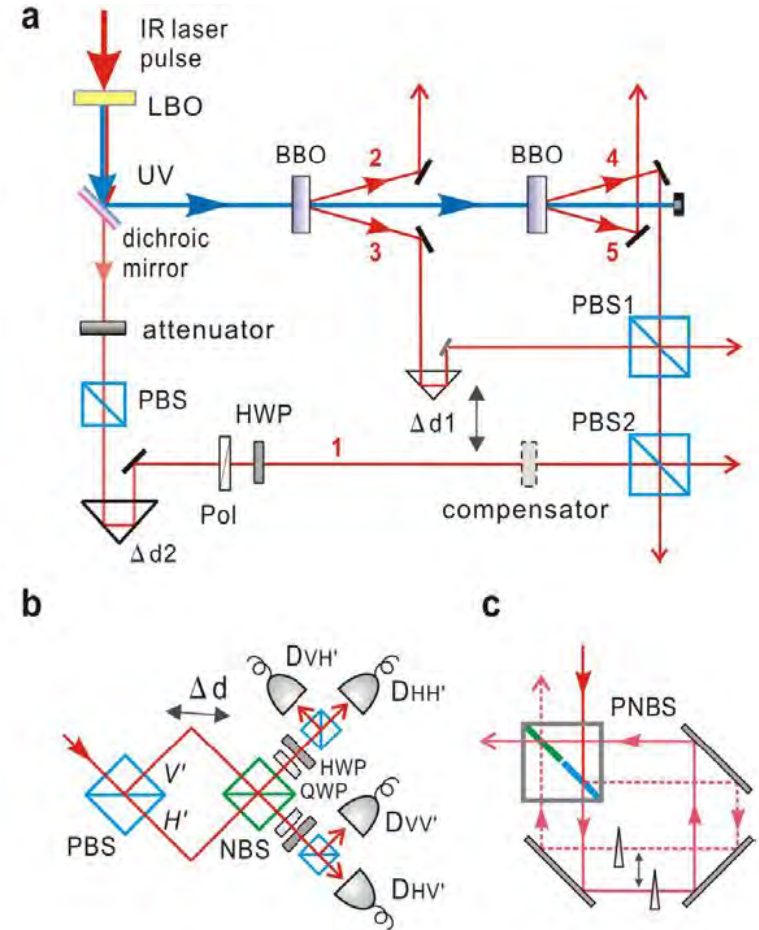 a
IR laser
pulse
LBO
UV
dichroic
mirror
attenuator
PBS
BBO
2
3
BBO
4
5
PBS1
Δd1
PBS2
HWP
1
Pol
compensator
Δd2
b
DVH'
DHH'
Δd
V'
H'
HWP
QWP
PBS
NBS
DVV'
DHV'
c
PNBS